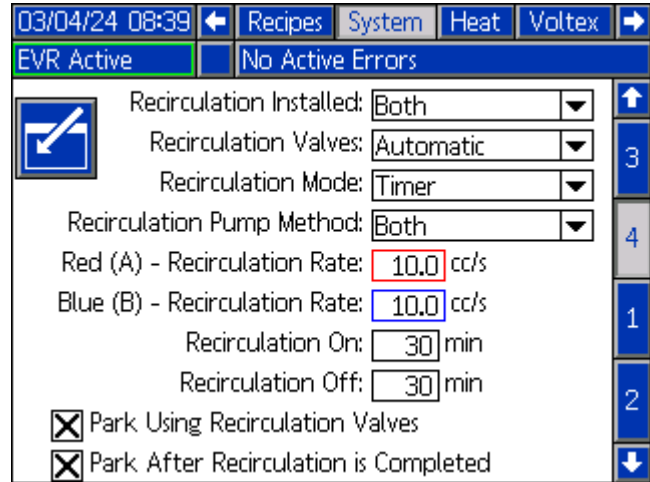 03/04/24 08:39 Recipes System Heat Voltex
EVR Active No Active Errors
Recirculation Installed: Both
Recirculation Valves: Automatic
3
Recirculation Mode: Timer
Recirculation Pump Method: Both
4
Red (A) - Recirculation Rate: 10.0 cc/s
Blue (B) - Recirculation Rate: 10.0 cc/s
1
Recirculation On: 30 min
Recirculation Off: 30 min
2
Park Using Recirculation Valves
Park After Recirculation is Completed